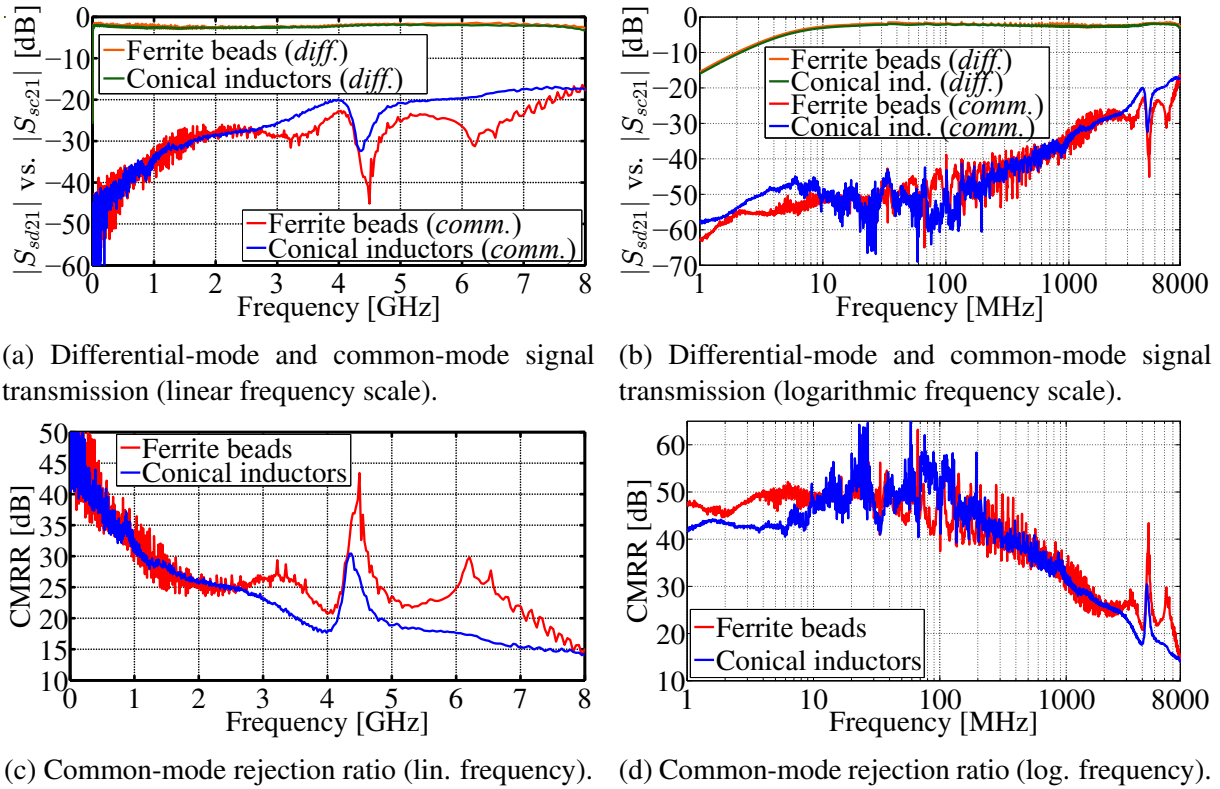 0
−10
−20
−30
−40
−50
−60
|S_sd21| vs. |S_sc21| [dB]
Ferrite beads (diff.)
Conical inductors (diff.)
Ferrite beads (comm.)
Conical inductors (comm.)
0 1 2 3 4 5 6 7 8
Frequency [GHz]
0
−10
−20
−30
−40
−50
−60
−70
|S_sd21| vs. |S_sc21| [dB]
Ferrite beads (diff.)
Conical ind. (diff.)
Ferrite beads (comm.)
Conical ind. (comm.)
1 10 100 1000 8000
Frequency [MHz]
(a) Differential-mode and common-mode signal
transmission (linear frequency scale).
(b) Differential-mode and common-mode signal
transmission (logarithmic frequency scale).
50
45
40
35
30
25
20
15
10
CMRR [dB]
Ferrite beads
Conical inductors
0 1 2 3 4 5 6 7 8
Frequency [GHz]
60
50
40
30
20
10
CMRR [dB]
Ferrite beads
Conical inductors
1 10 100 1000 8000
Frequency [MHz]
(c) Common-mode rejection ratio (lin. frequency).
(d) Common-mode rejection ratio (log. frequency).